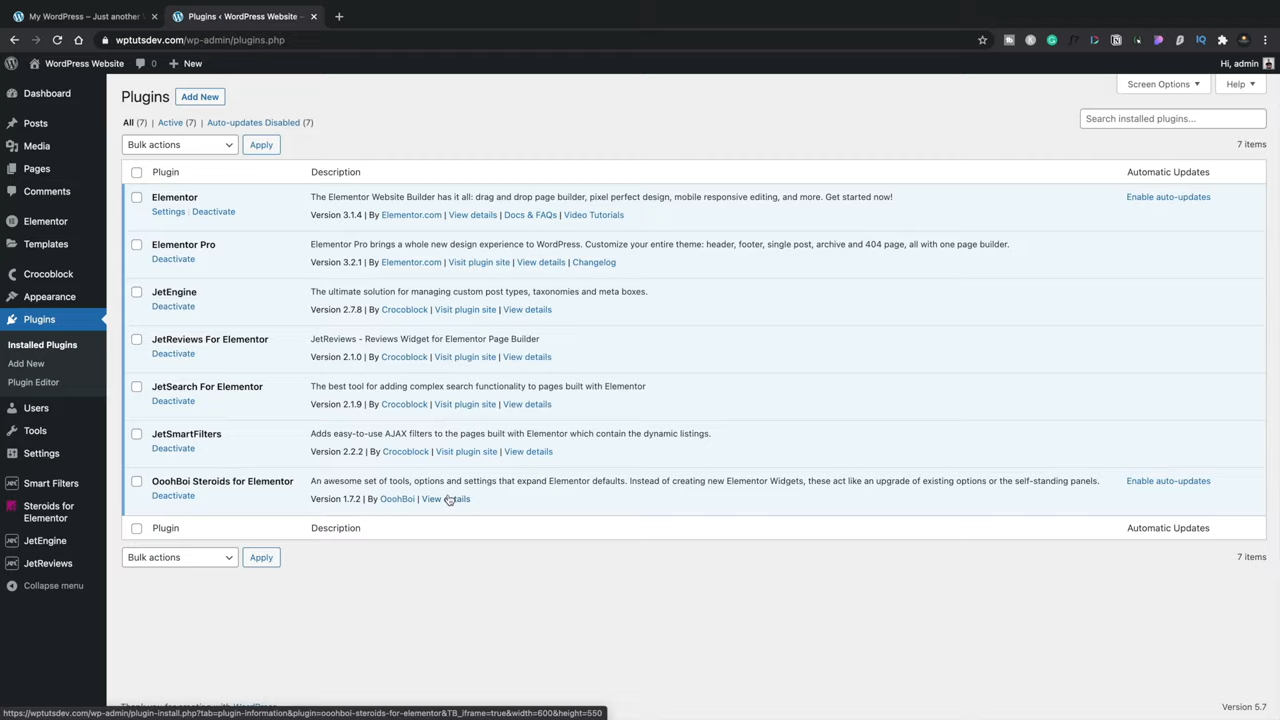 My WordPress – Just another
Plugins ‹ WordPress Website –
wptutsdev.com/wp-admin/plugins.php
WordPress Website
0
New
Hi, admin
Screen Options
Help
Dashboard
Posts
Media
Pages
Comments
Elementor
Templates
Crocoblock
Appearance
Plugins
Installed Plugins
Add New
Plugin Editor
Users
Tools
Settings
Smart Filters
Steroids for
Elementor
JetEngine
JetReviews
Collapse menu
Plugins Add New
All (7) | Active (7) | Auto-updates Disabled (7)
Search installed plugins...
Bulk actions Apply
7 items
Plugin Description Automatic Updates
Elementor The Elementor Website Builder has it all: drag and drop page builder, pixel perfect design, mobile responsive editing, and more. Get started now! Enable auto-updates
Settings | Deactivate Version 3.1.4 | By Elementor.com | View details | Docs & FAQs | Video Tutorials
Elementor Pro Elementor Pro brings a whole new design experience to WordPress. Customize your entire theme: header, footer, single post, archive and 404 page, all with one page builder.
Deactivate Version 3.2.1 | By Elementor.com | Visit plugin site | View details | Changelog
JetEngine The ultimate solution for managing custom post types, taxonomies and meta boxes.
Deactivate Version 2.7.8 | By Crocoblock | Visit plugin site | View details
JetReviews For Elementor JetReviews - Reviews Widget for Elementor Page Builder
Deactivate Version 2.1.0 | By Crocoblock | Visit plugin site | View details
JetSearch For Elementor The best tool for adding complex search functionality to pages built with Elementor
Deactivate Version 2.1.9 | By Crocoblock | Visit plugin site | View details
JetSmartFilters Adds easy-to-use AJAX filters to the pages built with Elementor which contain the dynamic listings.
Deactivate Version 2.2.2 | By Crocoblock | Visit plugin site | View details
OoohBoi Steroids for Elementor An awesome set of tools, options and settings that expand Elementor defaults. Instead of creating new Elementor Widgets, these act like an upgrade of existing options or the self-standing panels. Enable auto-updates
Deactivate Version 1.7.2 | By OoohBoi | View details
Plugin Description Automatic Updates
Bulk actions Apply
7 items
https://wptutsdev.com/wp-admin/plugin-install.php?tab=plugin-information&plugin=ooohboi-steroids-for-elementor&TB_iframe=true&width=600&height=550
Version 5.7